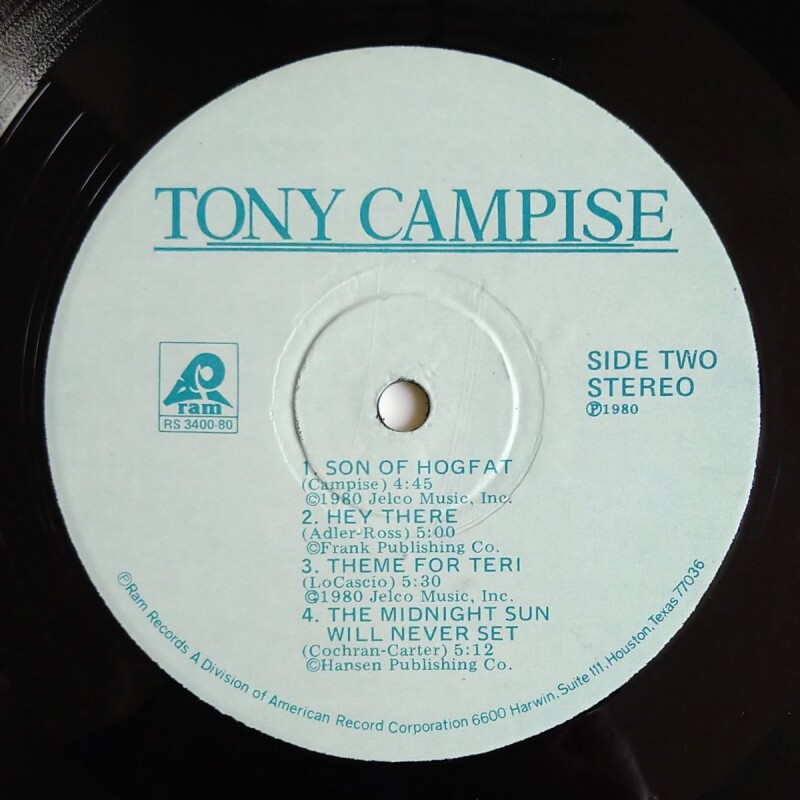 TONY CAMPISE
ram
RS 3400-80
SIDE TWO
STEREO
Ⓟ1980
1. SON OF HOGFAT
(Campise) 4:45
©1980 Jelco Music, Inc.
2. HEY THERE
(Adler-Ross) 5:00
©Frank Publishing Co.
3. THEME FOR TERI
(LoCascio) 5:30
©1980 Jelco Music, Inc.
4. THE MIDNIGHT SUN
WILL NEVER SET
(Cochran-Carter) 5:12
©Hansen Publishing Co.
ⓅRam Records A Division of American Record Corporation 6600 Harwin, Suite 111, Houston, Texas 77036